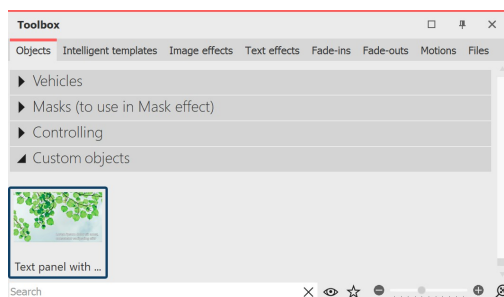 Toolbox
Objects Intelligent templates Image effects Text effects Fade-ins Fade-outs Motions Files
Vehicles
Masks (to use in Mask effect)
Controlling
Custom objects
Text panel with ...
Search